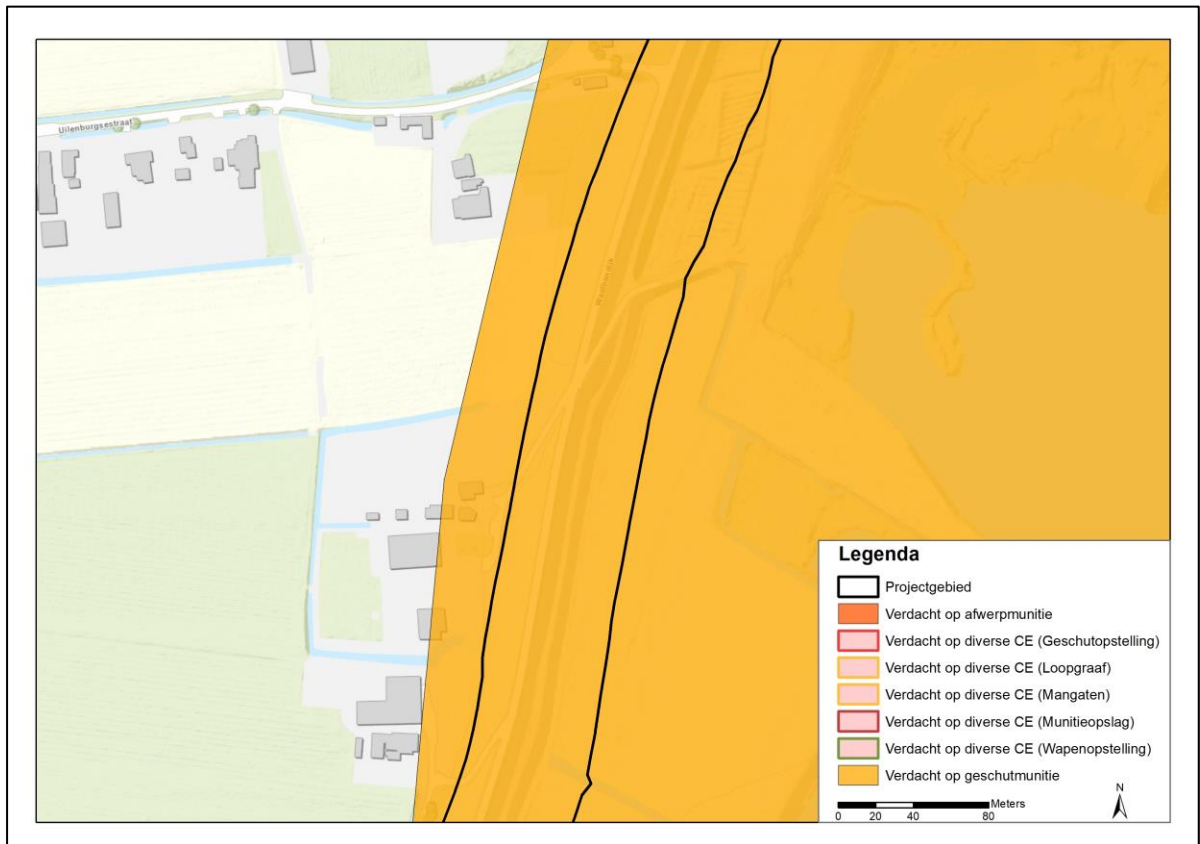 Uilenburgsestraat
Waaldijk
Legenda
Projectgebied
Verdacht op afwerpmunitie
Verdacht op diverse CE (Geschutopstelling)
Verdacht op diverse CE (Loopgraaf)
Verdacht op diverse CE (Mangaten)
Verdacht op diverse CE (Munitieopslag)
Verdacht op diverse CE (Wapenopstelling)
Verdacht op geschutmunitie
Meters
0 20 40 80
N